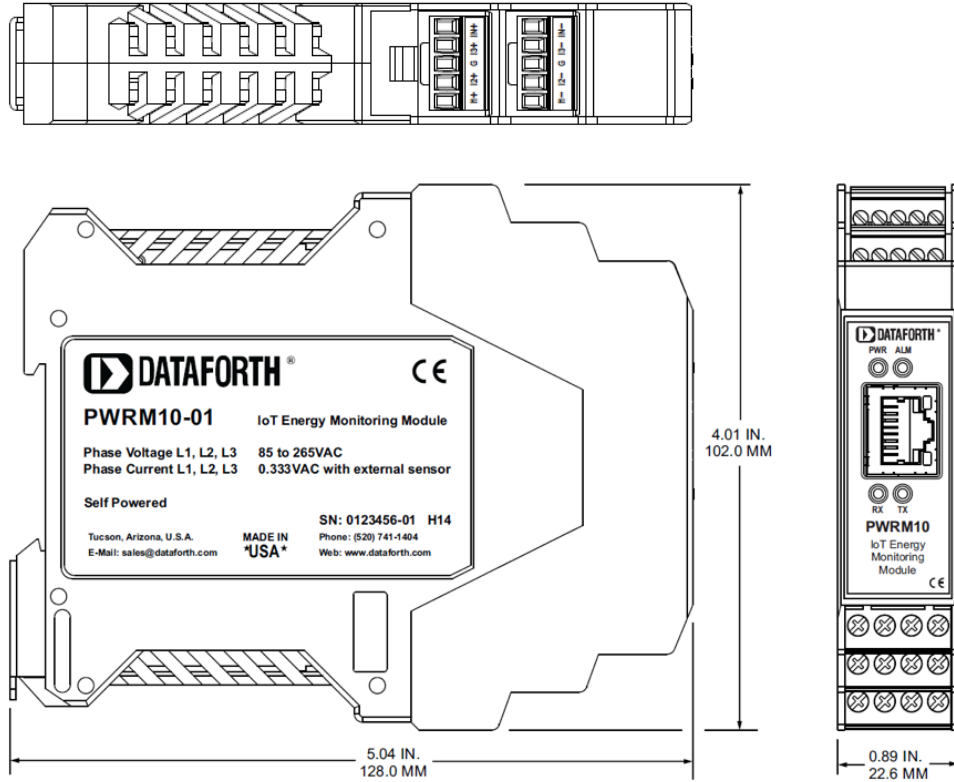 I1+ I2+ G I3+ IN+
I1- I2- G I3- IN-
DATAFORTH®
CE
PWRM10-01 IoT Energy Monitoring Module
Phase Voltage L1, L2, L3 85 to 265VAC
Phase Current L1, L2, L3 0.333VAC with external sensor
Self Powered
SN: 0123456-01 H14
Tucson, Arizona, U.S.A. MADE IN Phone: (520) 741-1404
E-Mail: sales@dataforth.com *USA* Web: www.dataforth.com
4.01 IN.
102.0 MM
5.04 IN.
128.0 MM
DATAFORTH®
PWR ALM
RX TX
PWRM10
IoT Energy
Monitoring
Module
CE
0.89 IN.
22.6 MM